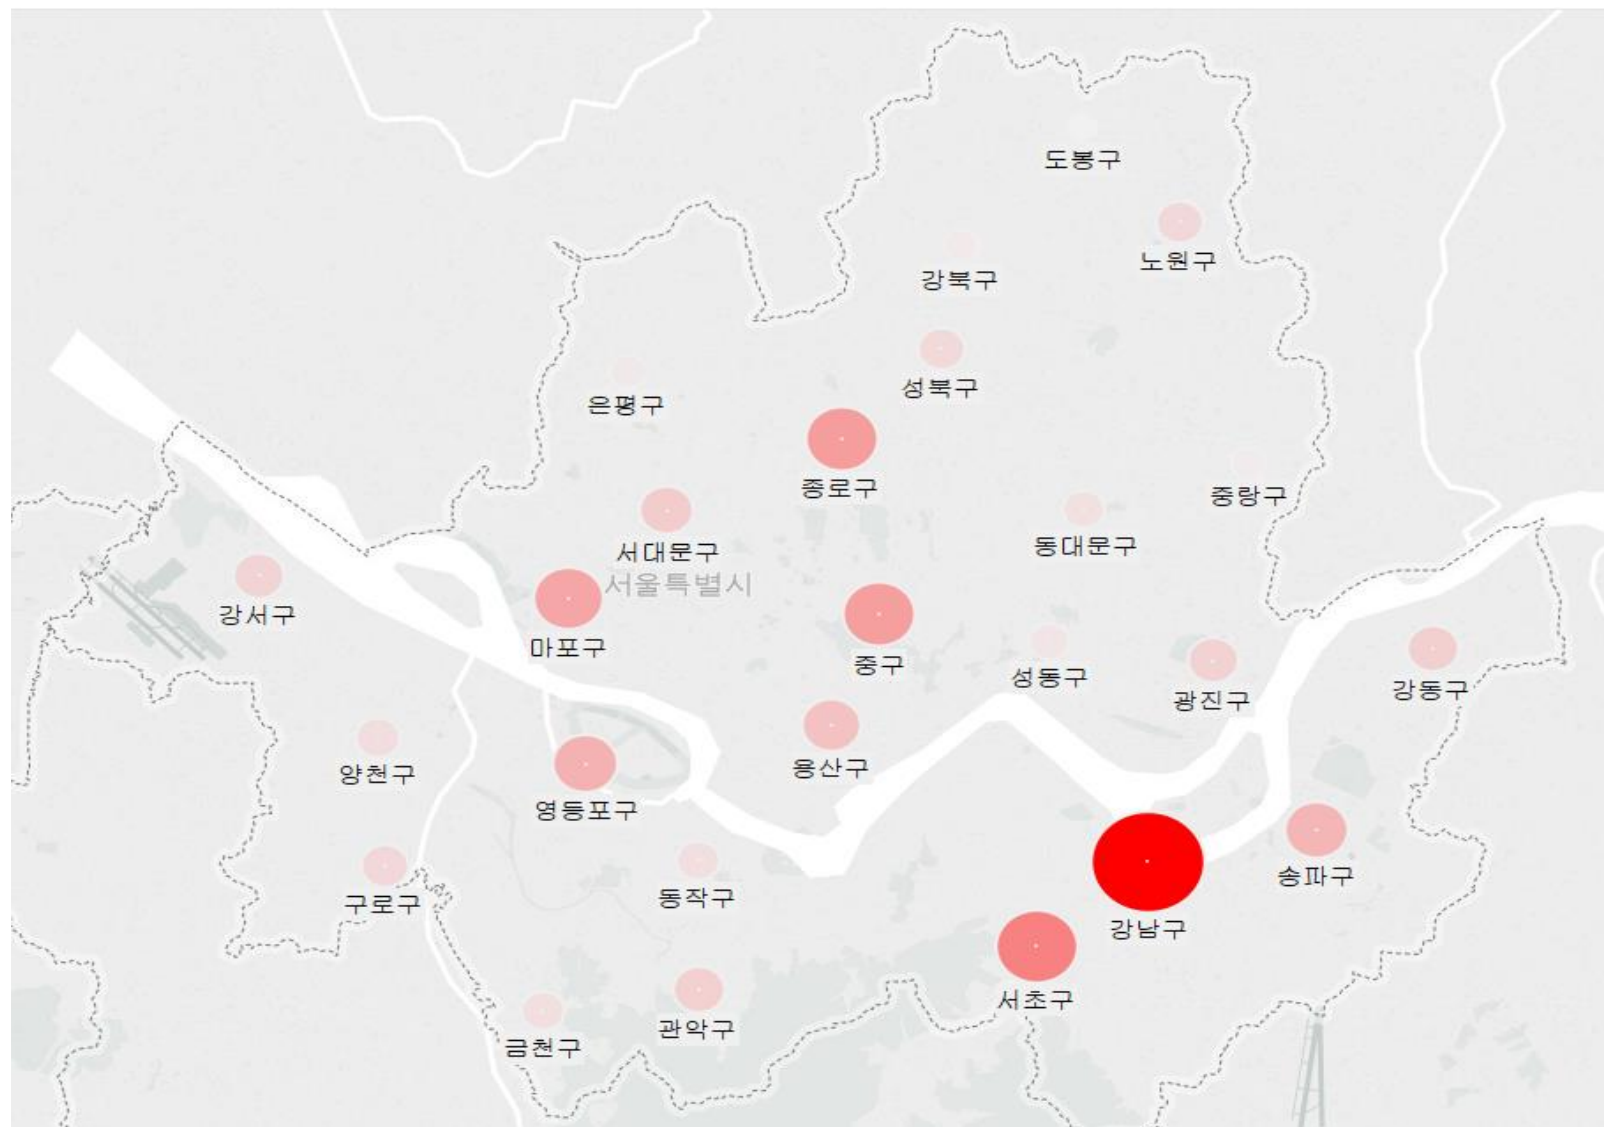 도봉구
노원구
강북구
성북구
은평구
종로구
중랑구
동대문구
서대문구
서울특별시
강서구
마포구
중구
성동구
광진구
강동구
용산구
양천구
영등포구
송파구
동작구
구로구
강남구
서초구
관악구
금천구